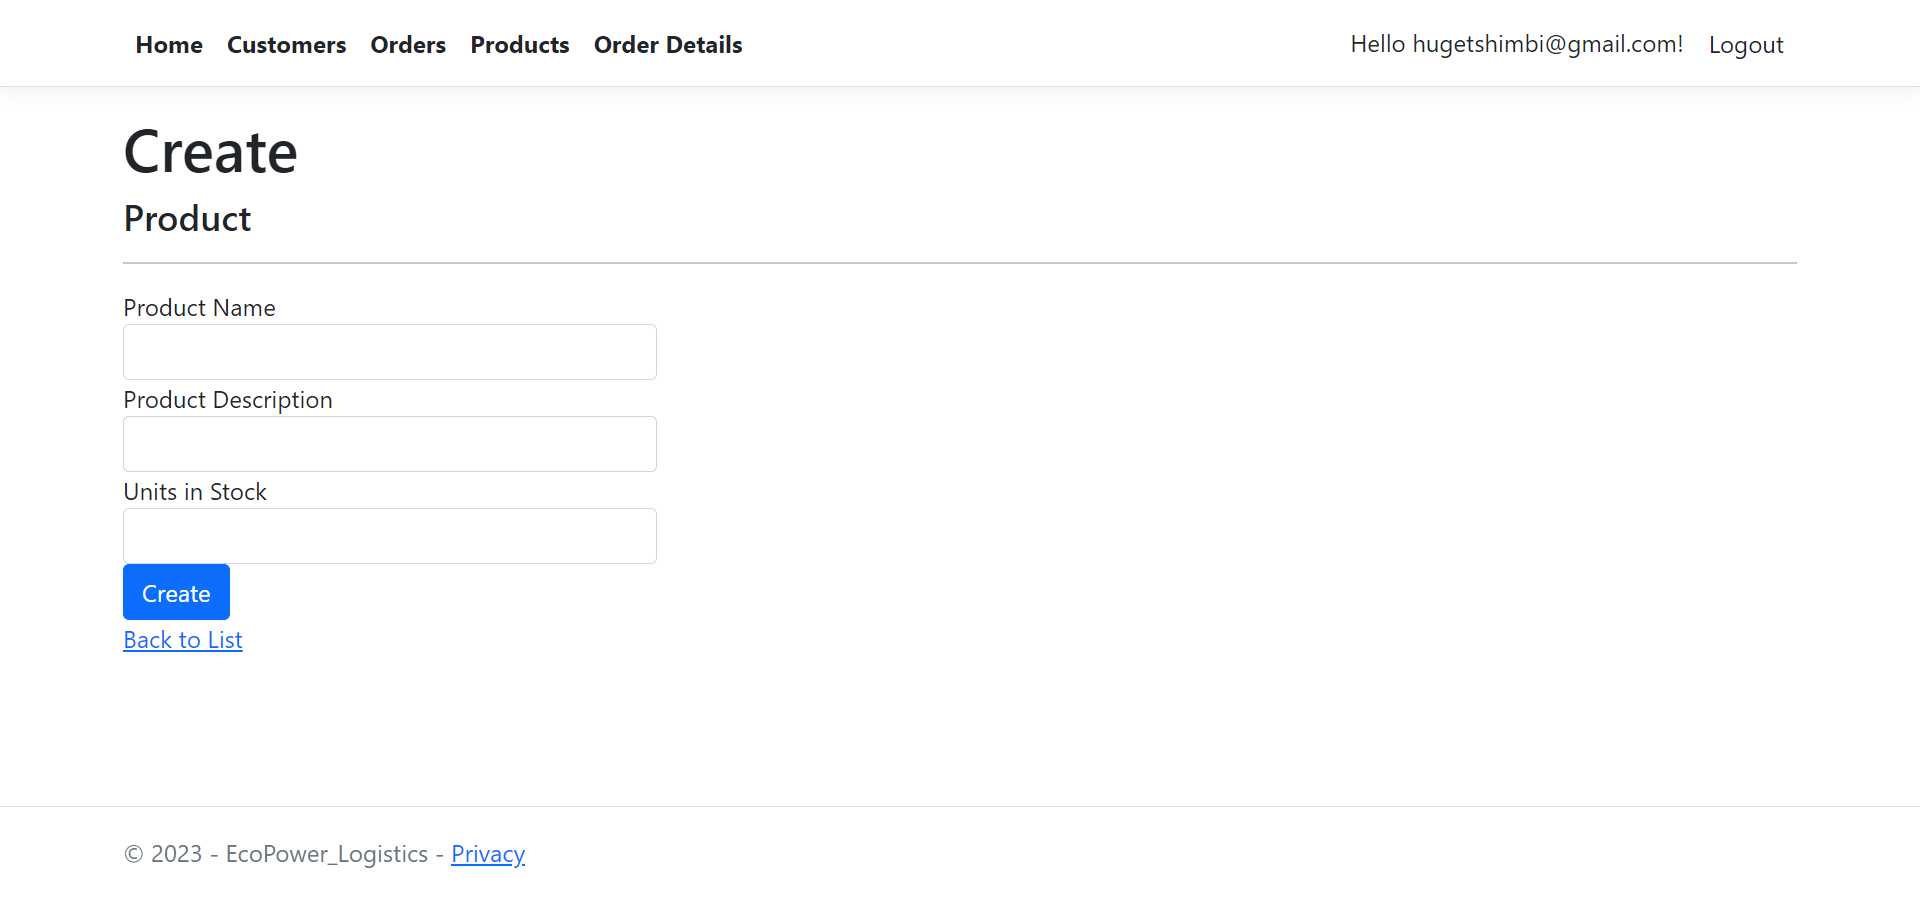 Home Customers Orders Products Order Details Hello hugetshimbi@gmail.com! Logout
Create
Product
Product Name
Product Description
Units in Stock
Create
Back to List
© 2023 - EcoPower_Logistics - Privacy